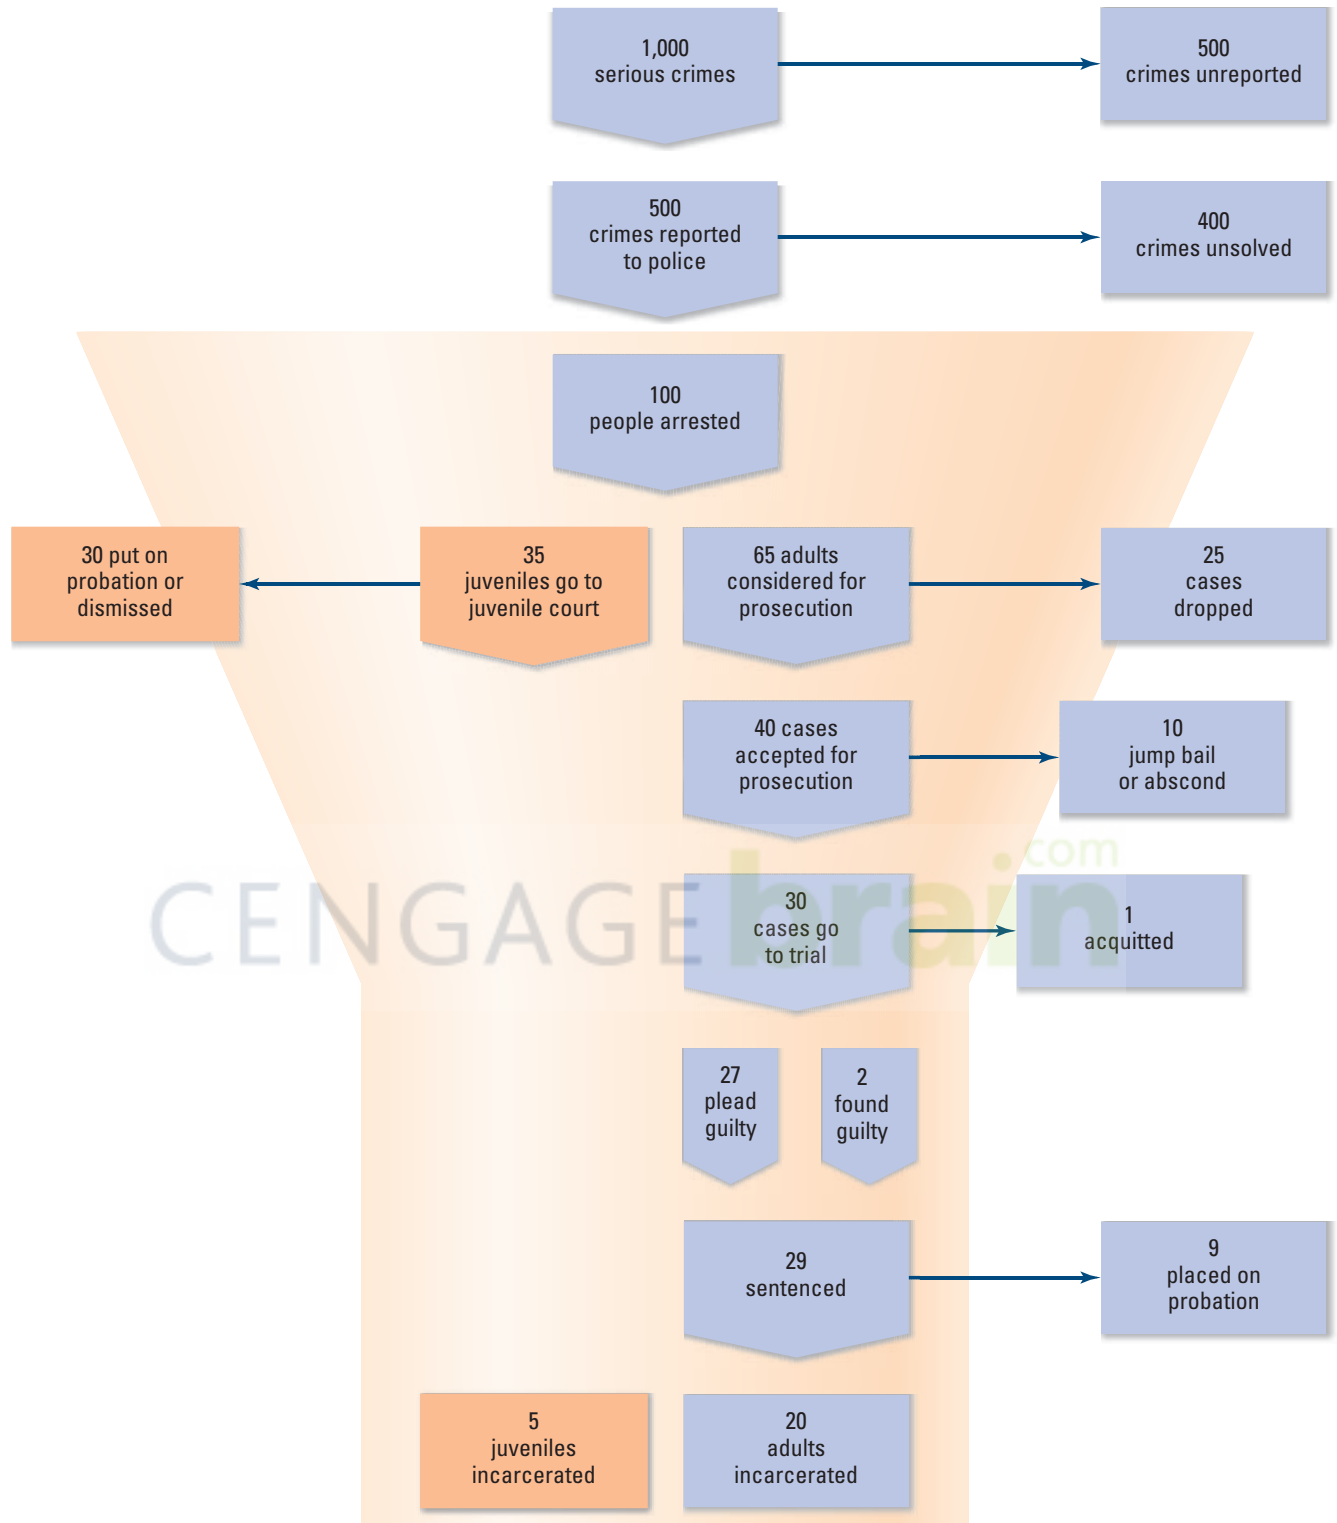 1,000
serious crimes
500
crimes unreported
500
crimes reported
to police
400
crimes unsolved
100
people arrested
30 put on
probation or
dismissed
35
juveniles go to
juvenile court
65 adults
considered for
prosecution
25
cases
dropped
40 cases
accepted for
prosecution
10
jump bail
or abscond
CENGAGE brain
.com
30
cases go
to trial
1
acquitted
27
plead
guilty
2
found
guilty
29
sentenced
9
placed on
probation
5
juveniles
incarcerated
20
adults
incarcerated